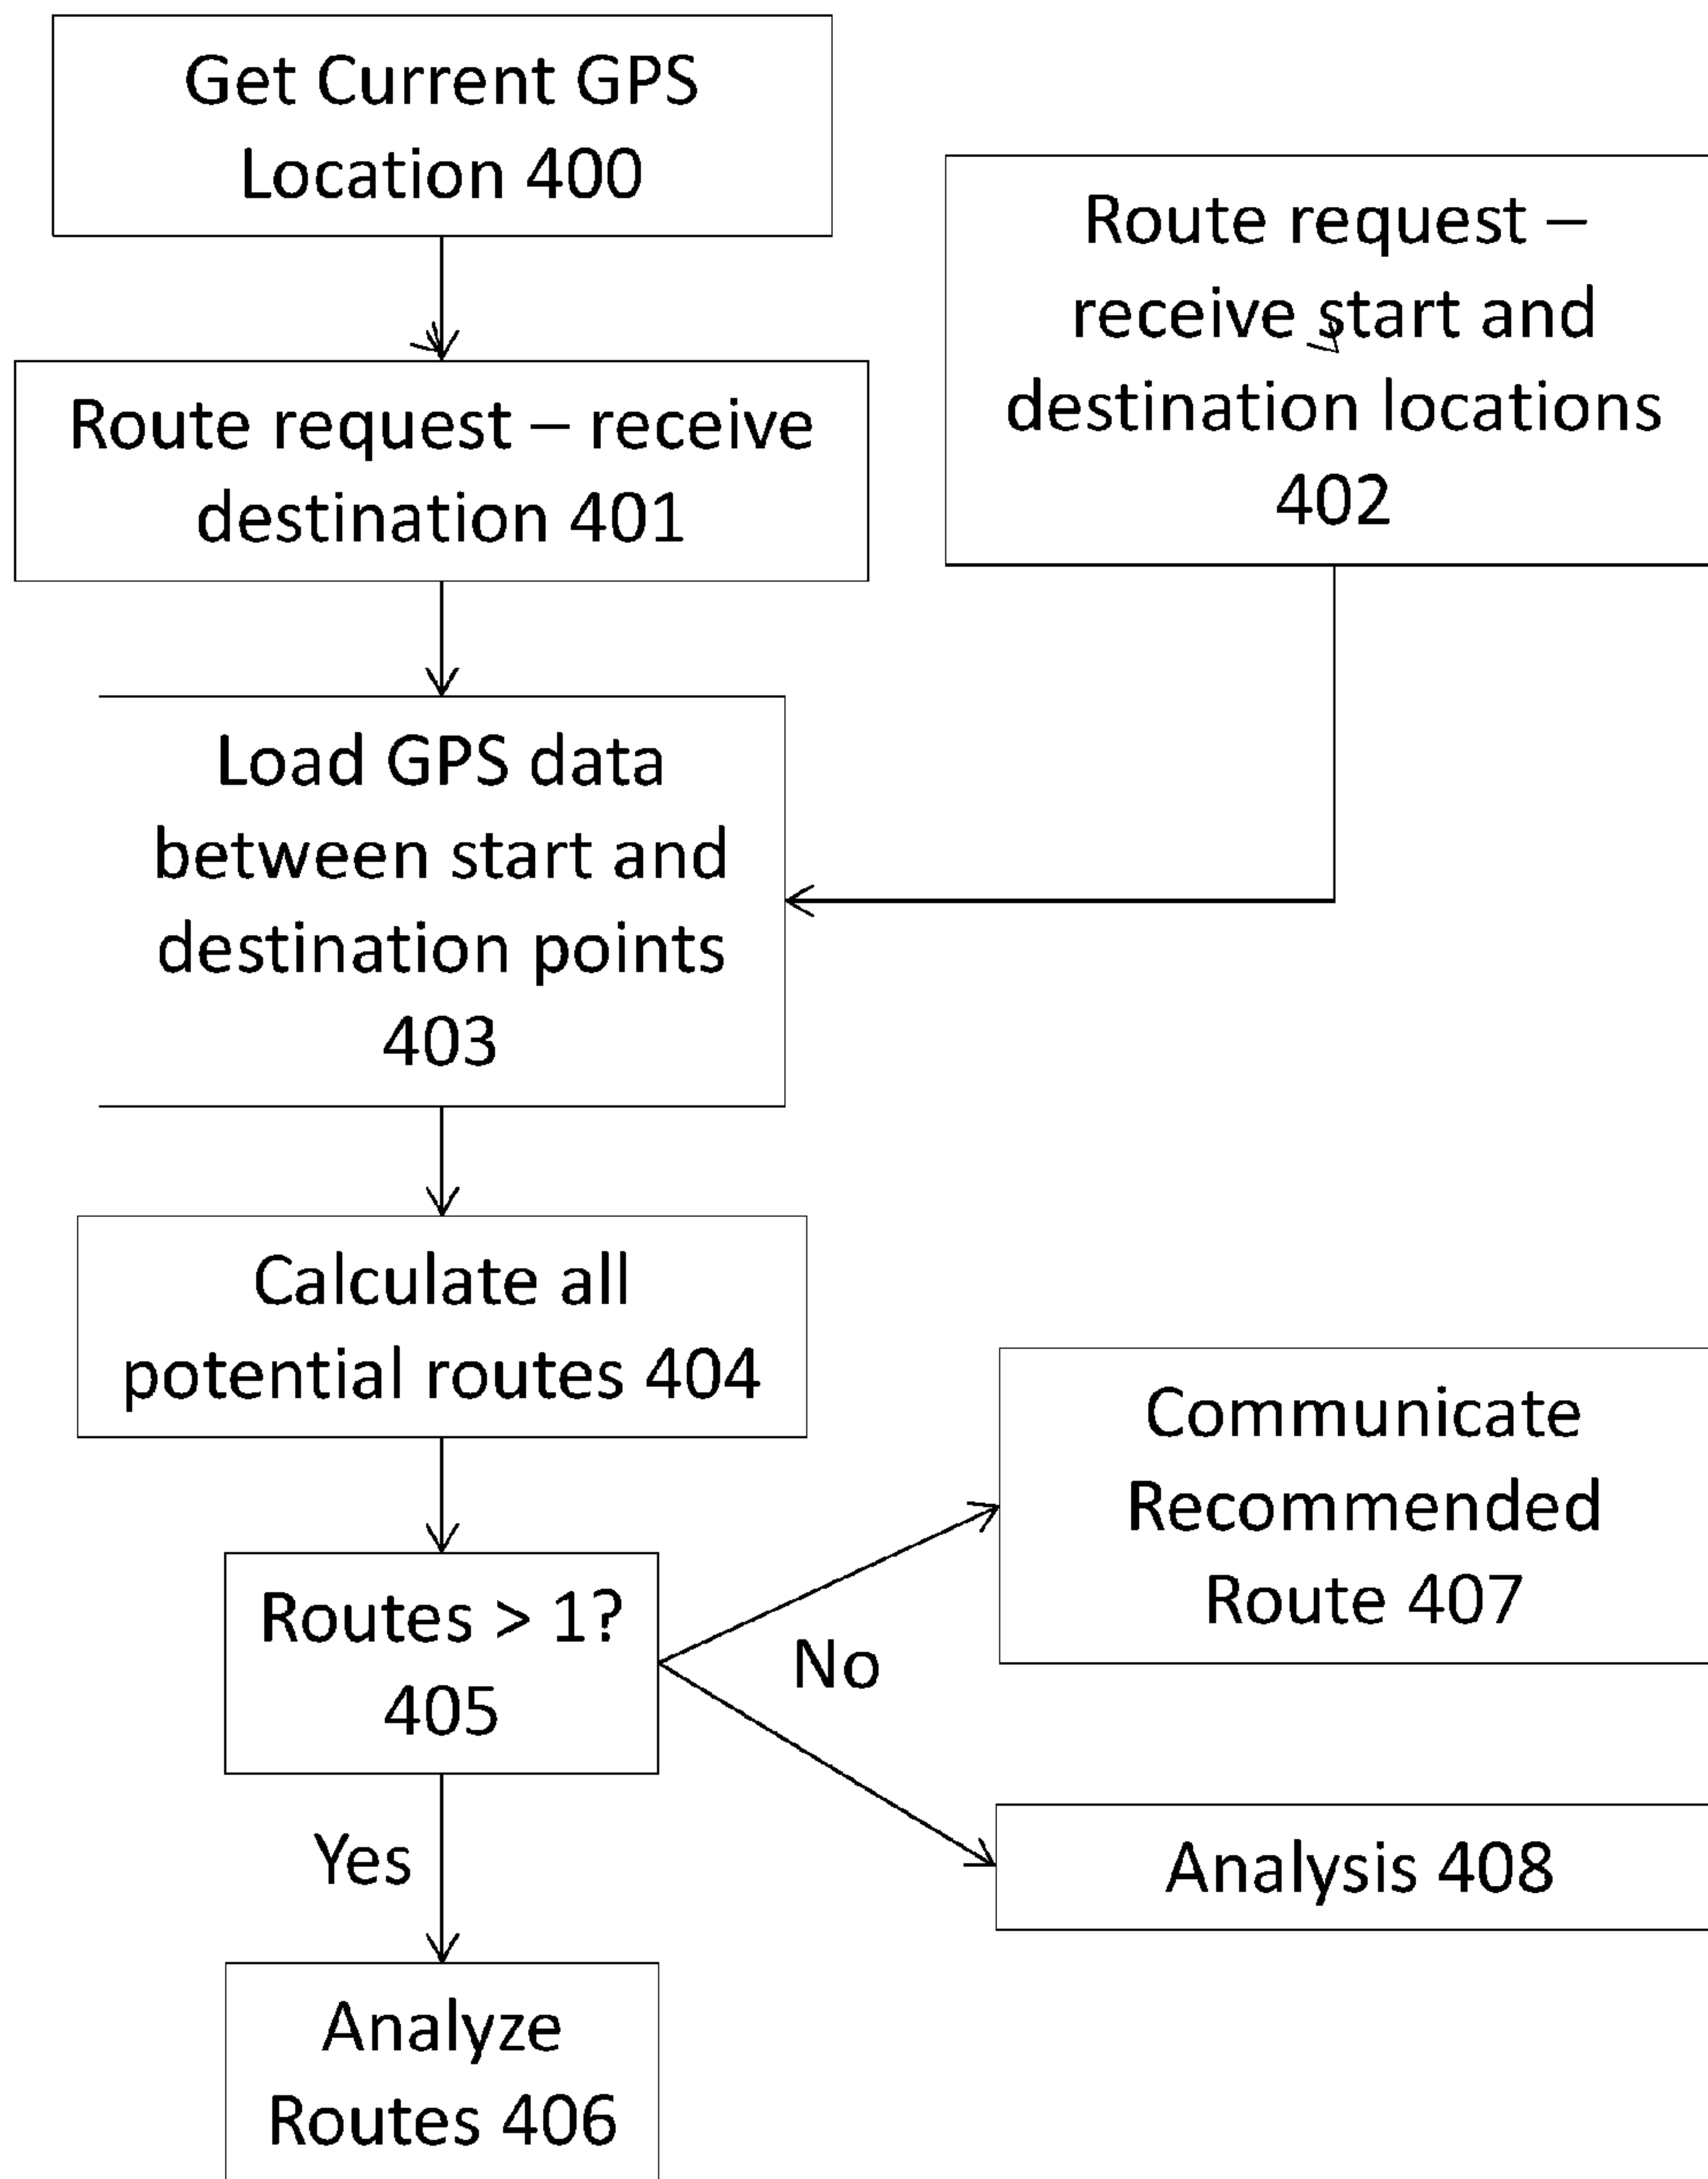 Get Current GPS
Location 400
Route request –
receive start and
destination locations
402
Route request – receive
destination 401
Load GPS data
between start and
destination points
403
Calculate all
potential routes 404
Communicate
Recommended
Route 407
Routes > 1?
405
No
Yes
Analysis 408
Analyze
Routes 406